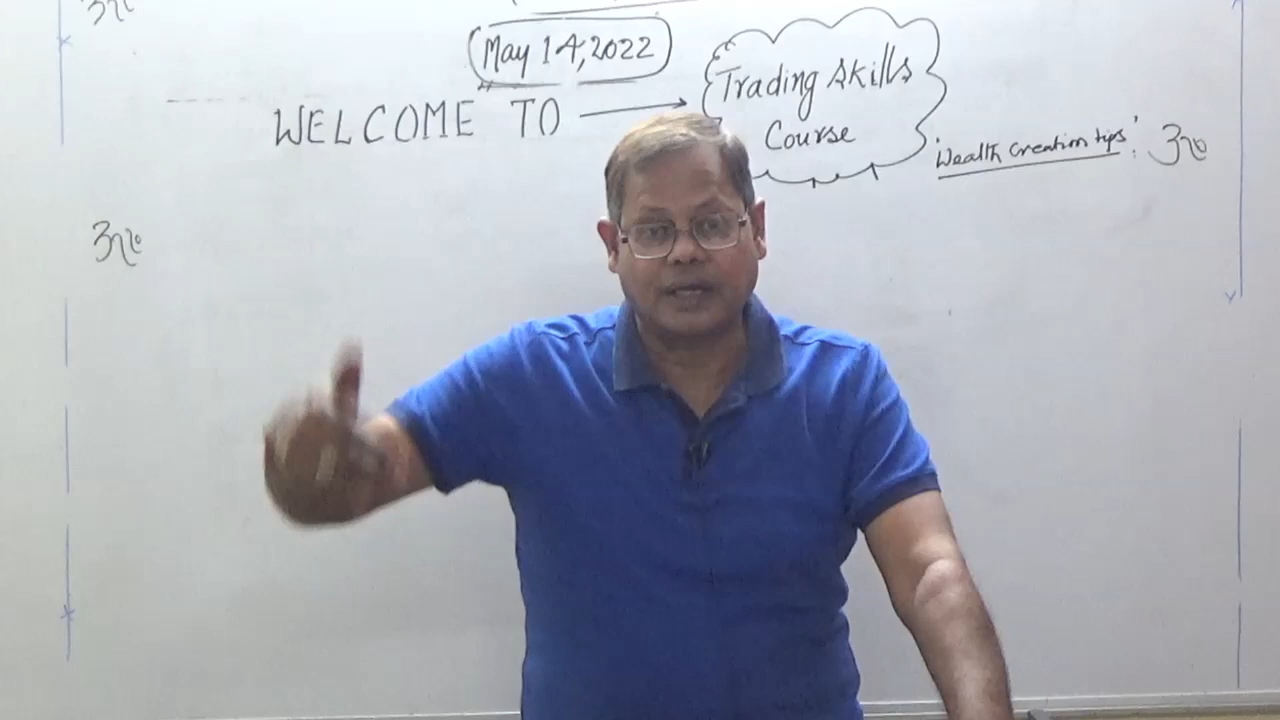 May 14,2022
WELCOME TO
Trading Skills
Course
'Wealth Creation tips'